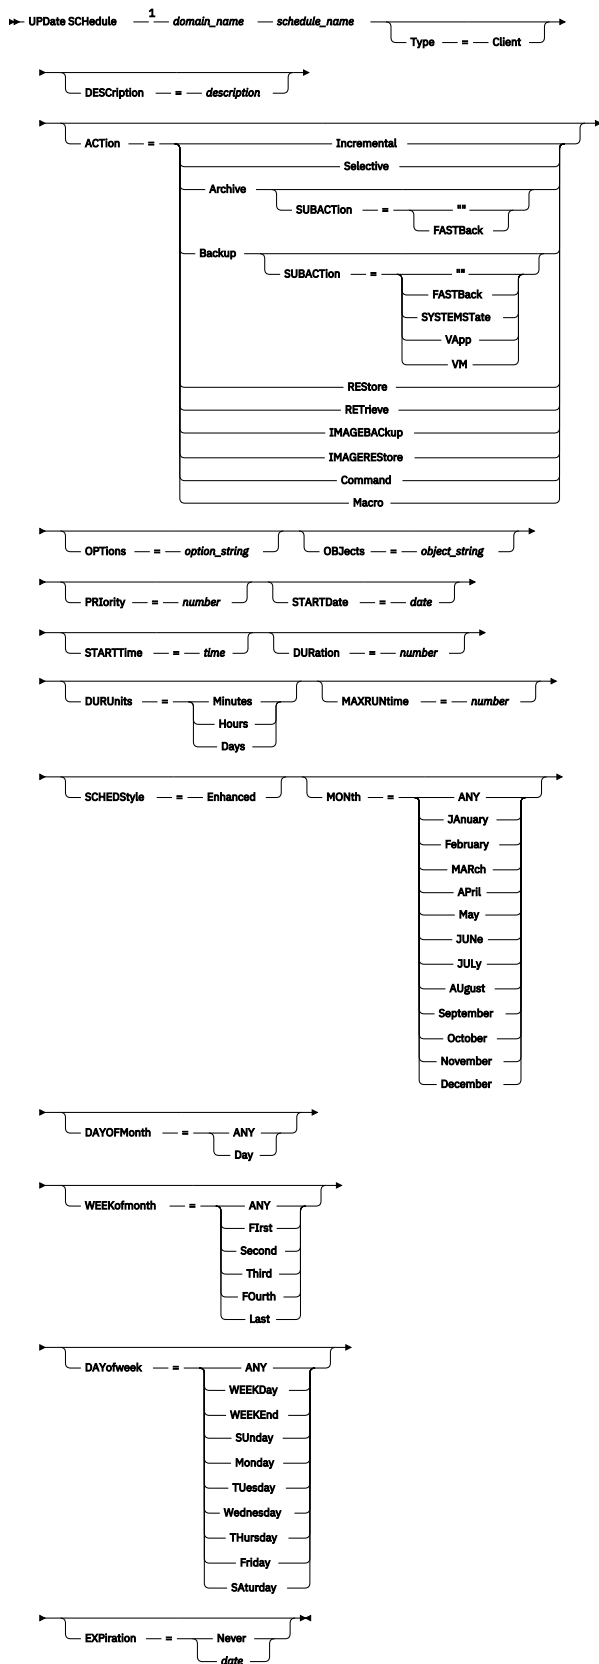 1
UPDate SCHedule domain_name schedule_name
Type = Client
DESCription = description
ACTion = Incremental
Selective
Archive
SUBACTion = ""
FASTBack
Backup
SUBACTion = ""
FASTBack
SYSTEMSTate
VApp
VM
REStore
RETrieve
IMAGEBACkup
IMAGEREStore
Command
Macro
OPTions = option_string OBJects = object_string
PRIority = number STARTDate = date
STARTTime = time DURation = number
DURUnits = Minutes MAXRUNtime = number
Hours
Days
SCHEDStyle = Enhanced MONth = ANY
JAnuary
February
MARch
APril
May
JUNe
JULy
AUgust
September
October
November
December
DAYOFMonth = ANY
Day
WEEKofmonth = ANY
FIrst
Second
Third
FOurth
Last
DAYofweek = ANY
WEEKDay
WEEKEnd
SUnday
Monday
TUesday
Wednesday
THursday
Friday
SAturday
EXPiration = Never
date